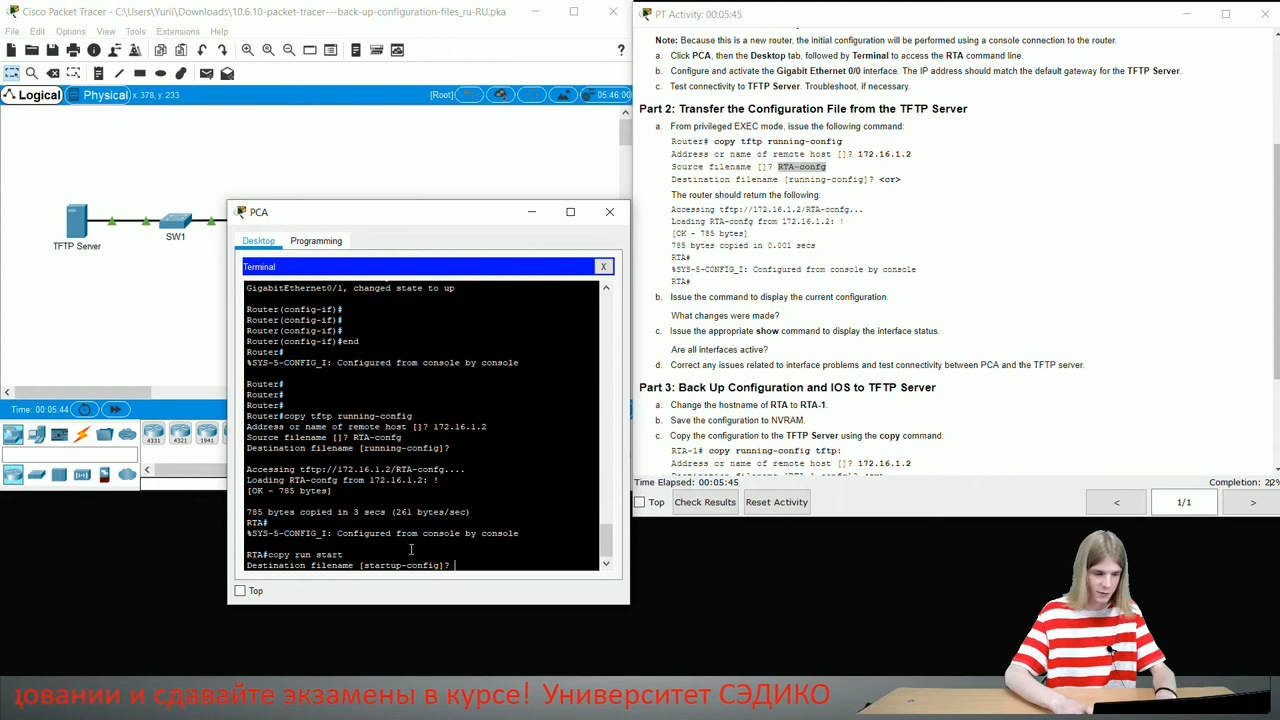 Cisco Packet Tracer - C:\Users\Yurii\Downloads\10.6.10-packet-tracer---back-up-configuration-files_ru-RU.pka
File Edit Options View Tools Extensions Help
Logical Physical x: 378, y: 233
[Root] 05:46:00
TFTP Server
SW1
PCA
Desktop Programming
Terminal X
GigabitEthernet0/1, changed state to up
Router(config-if)#
Router(config-if)#
Router(config-if)#
Router(config-if)#end
Router#
%SYS-5-CONFIG_I: Configured from console by console
Router#
Router#
Router#
Router#copy tftp running-config
Address or name of remote host []? 172.16.1.2
Source filename []? RTA-confg
Destination filename [running-config]?
Accessing tftp://172.16.1.2/RTA-confg....
Loading RTA-confg from 172.16.1.2: !
[OK - 785 bytes]
785 bytes copied in 3 secs (261 bytes/sec)
RTA#
%SYS-5-CONFIG_I: Configured from console by console
RTA#copy run start
Destination filename [startup-config]?
Top
Time: 00:05:44
4331 4321 1941
PT Activity: 00:05:45
Note: Because this is a new router, the initial configuration will be performed using a console connection to the router.
a. Click PCA, then the Desktop tab, followed by Terminal to access the RTA command line.
b. Configure and activate the Gigabit Ethernet 0/0 interface. The IP address should match the default gateway for the TFTP Server.
c. Test connectivity to TFTP Server. Troubleshoot, if necessary.
Part 2: Transfer the Configuration File from the TFTP Server
a. From privileged EXEC mode, issue the following command:
Router# copy tftp running-config
Address or name of remote host []? 172.16.1.2
Source filename []? RTA-confg
Destination filename [running-config]? <cr>
The router should return the following:
Accessing tftp://172.16.1.2/RTA-confg...
Loading RTA-confg from 172.16.1.2: !
[OK - 785 bytes]
785 bytes copied in 0.001 secs
RTA#
%SYS-5-CONFIG_I: Configured from console by console
RTA#
b. Issue the command to display the current configuration.
What changes were made?
c. Issue the appropriate show command to display the interface status.
Are all interfaces active?
d. Correct any issues related to interface problems and test connectivity between PCA and the TFTP server.
Part 3: Back Up Configuration and IOS to TFTP Server
a. Change the hostname of RTA to RTA-1.
b. Save the configuration to NVRAM.
c. Copy the configuration to the TFTP Server using the copy command:
RTA-1# copy running-config tftp:
Address or name of remote host []? 172.16.1.2
Time Elapsed: 00:05:45 Completion: 22%
Top Check Results Reset Activity < 1/1 >
довании и сдавайте экзамены в курсе! Университет СЭДИКО